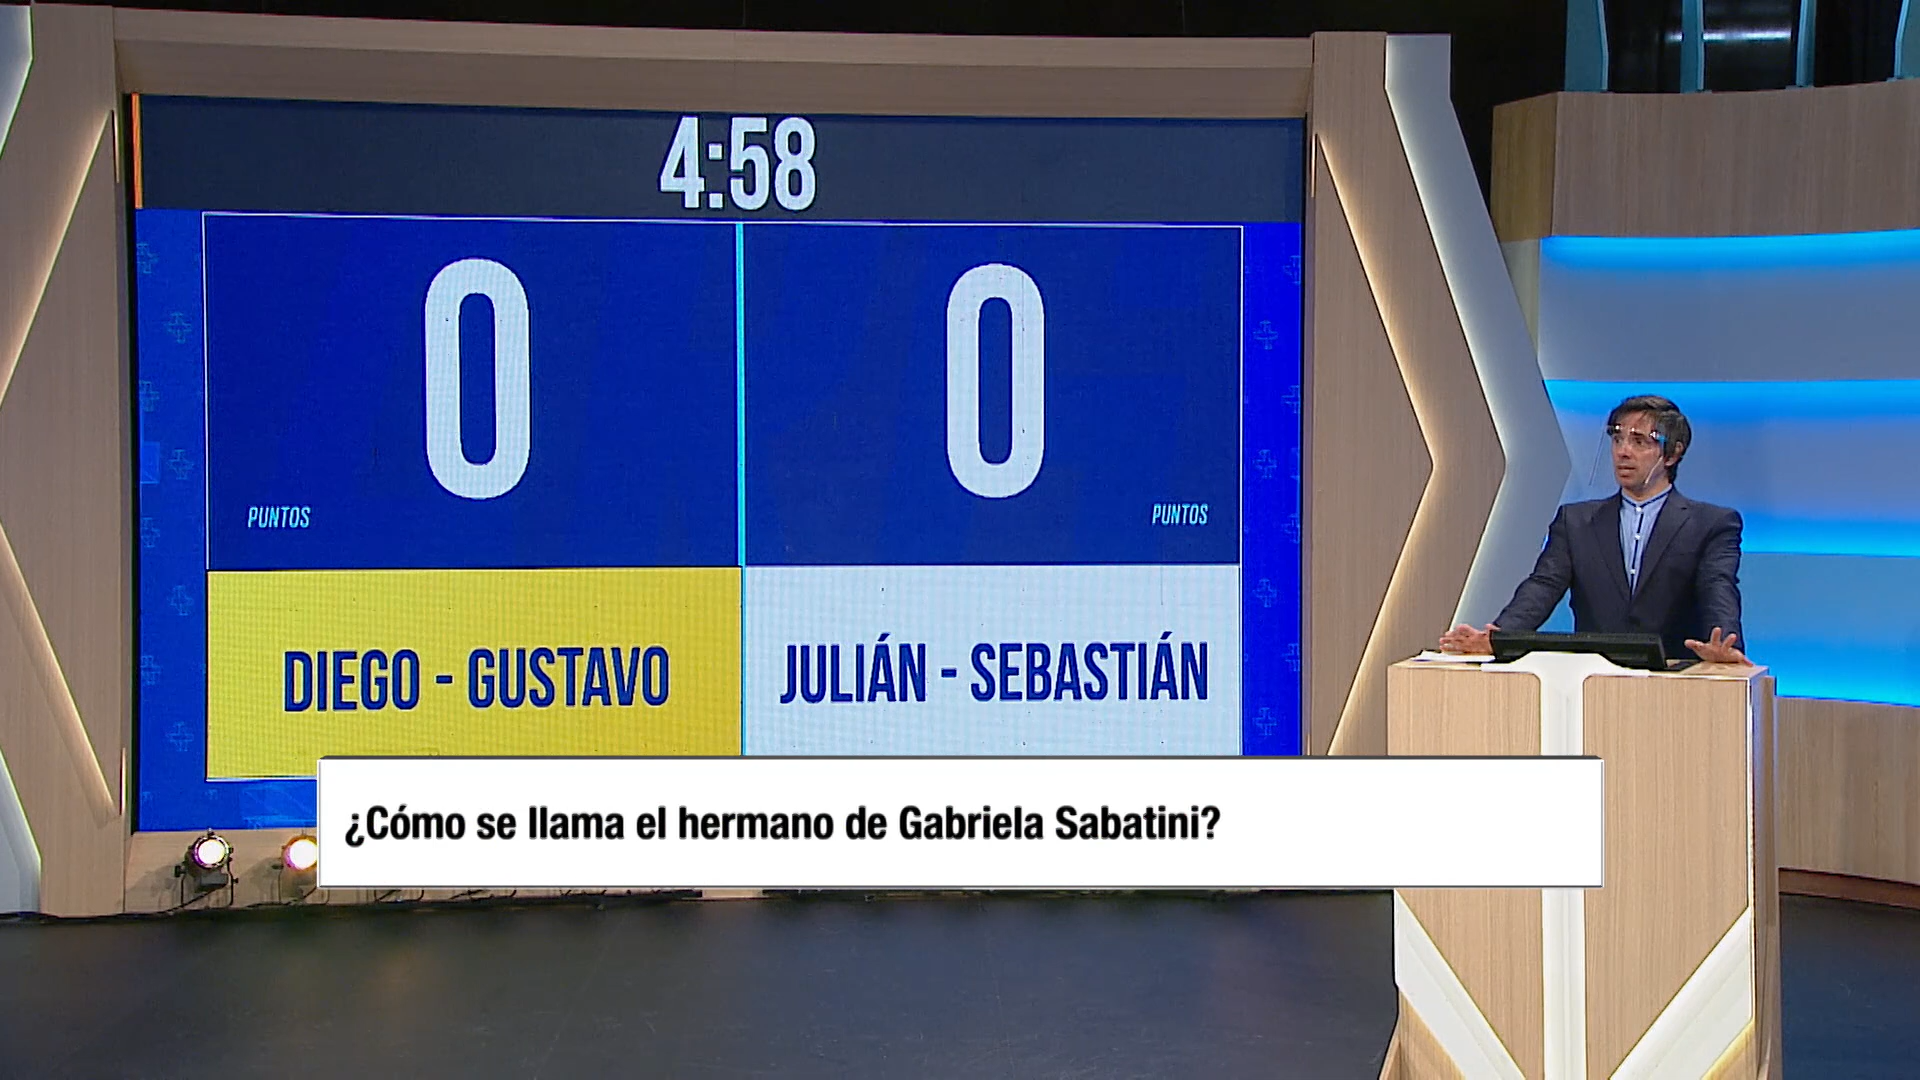 4:58
0
0
PUNTOS
PUNTOS
DIEGO - GUSTAVO
JULIÁN - SEBASTIÁN
¿Cómo se llama el hermano de Gabriela Sabatini?